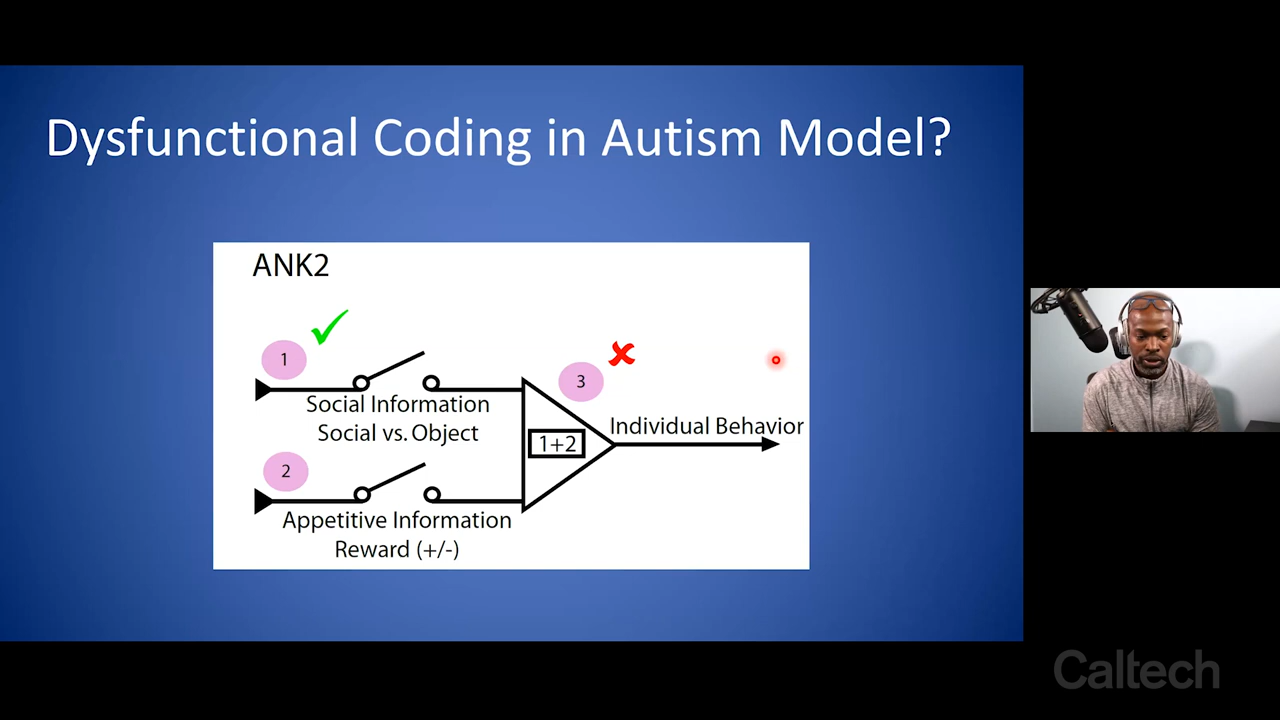 Dysfunctional Coding in Autism Model?
ANK2
1
Social Information
Social vs. Object
2
Appetitive Information
Reward (+/-)
3
1+2
Individual Behavior
Caltech